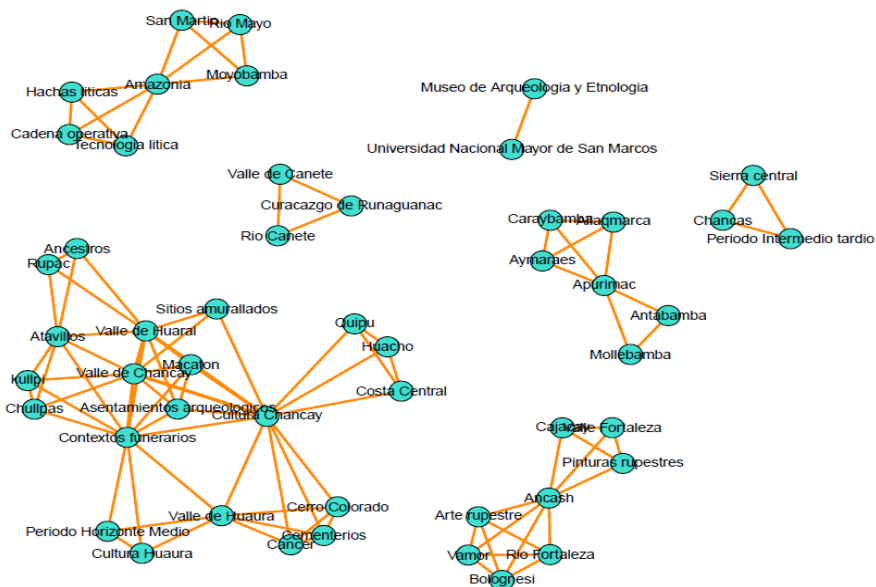 San Martin
Rio Mayo
Moyobamba
Amazonia
Hachas liticas
Cadena operativa
Tecnologia litica
Museo de Arqueologia y Etnologia
Universidad Nacional Mayor de San Marcos
Valle de Canete
Curacazgo de Runaguanac
Rio Canete
Sierra central
Chancas
Periodo Intermedio tardio
Caraybamba
Allaqmarca
Aymaraes
Apurimac
Antabamba
Mollebamba
Ancestros
Rupac
Sitios amurallados
Atavillos
Valle de Huaral
Macaton
Kullpi
Valle de Chancay
Chullpas
Asentamientos arqueologicos
Cultura Chancay
Contextos funerarios
Quipu
Huacho
Costa Central
Cerro Colorado
Valle de Huaura
Periodo Horizonte Medio
Cultura Huaura
Cementerios
Cancer
Cajacay
Valle Fortaleza
Pinturas rupestres
Ancash
Arte rupestre
Vamor
Rio Fortaleza
Bolognesi